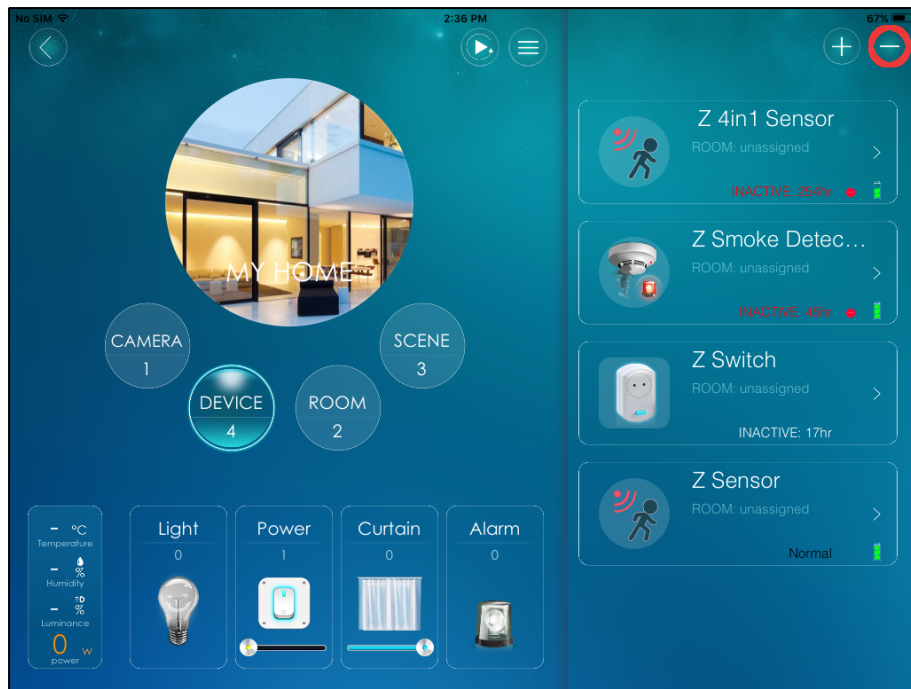 No SIM
2:36 PM
67%
MY HOME
CAMERA
1
DEVICE
4
ROOM
2
SCENE
3
- °C
Temperature
- %
Humidity
- %
Luminance
0 w
power
Light
0
Power
1
Curtain
0
Alarm
0
Z 4in1 Sensor
ROOM: unassigned
INACTIVE: 254hr
Z Smoke Detec...
ROOM: unassigned
INACTIVE: 45hr
Z Switch
ROOM: unassigned
INACTIVE: 17hr
Z Sensor
ROOM: unassigned
Normal